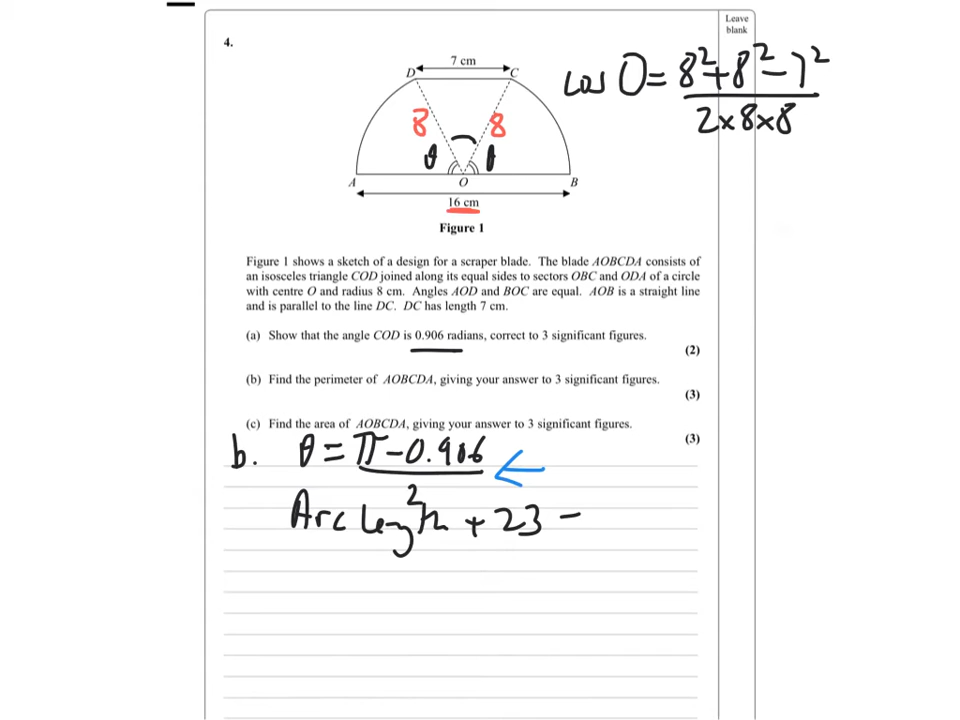 Leave
blank
4.
7 cm
D
C
cos O = 8² + 8² − 7²
2 × 8 × 8
8
8
θ
θ
A
O
B
16 cm
Figure 1
Figure 1 shows a sketch of a design for a scraper blade. The blade AOBCDA consists of
an isosceles triangle COD joined along its equal sides to sectors OBC and ODA of a circle
with centre O and radius 8 cm. Angles AOD and BOC are equal. AOB is a straight line
and is parallel to the line DC. DC has length 7 cm.
(a) Show that the angle COD is 0.906 radians, correct to 3 significant figures.
(2)
(b) Find the perimeter of AOBCDA, giving your answer to 3 significant figures.
(3)
(c) Find the area of AOBCDA, giving your answer to 3 significant figures.
(3)
b. θ = π − 0.906
2
Arc length + 23 =